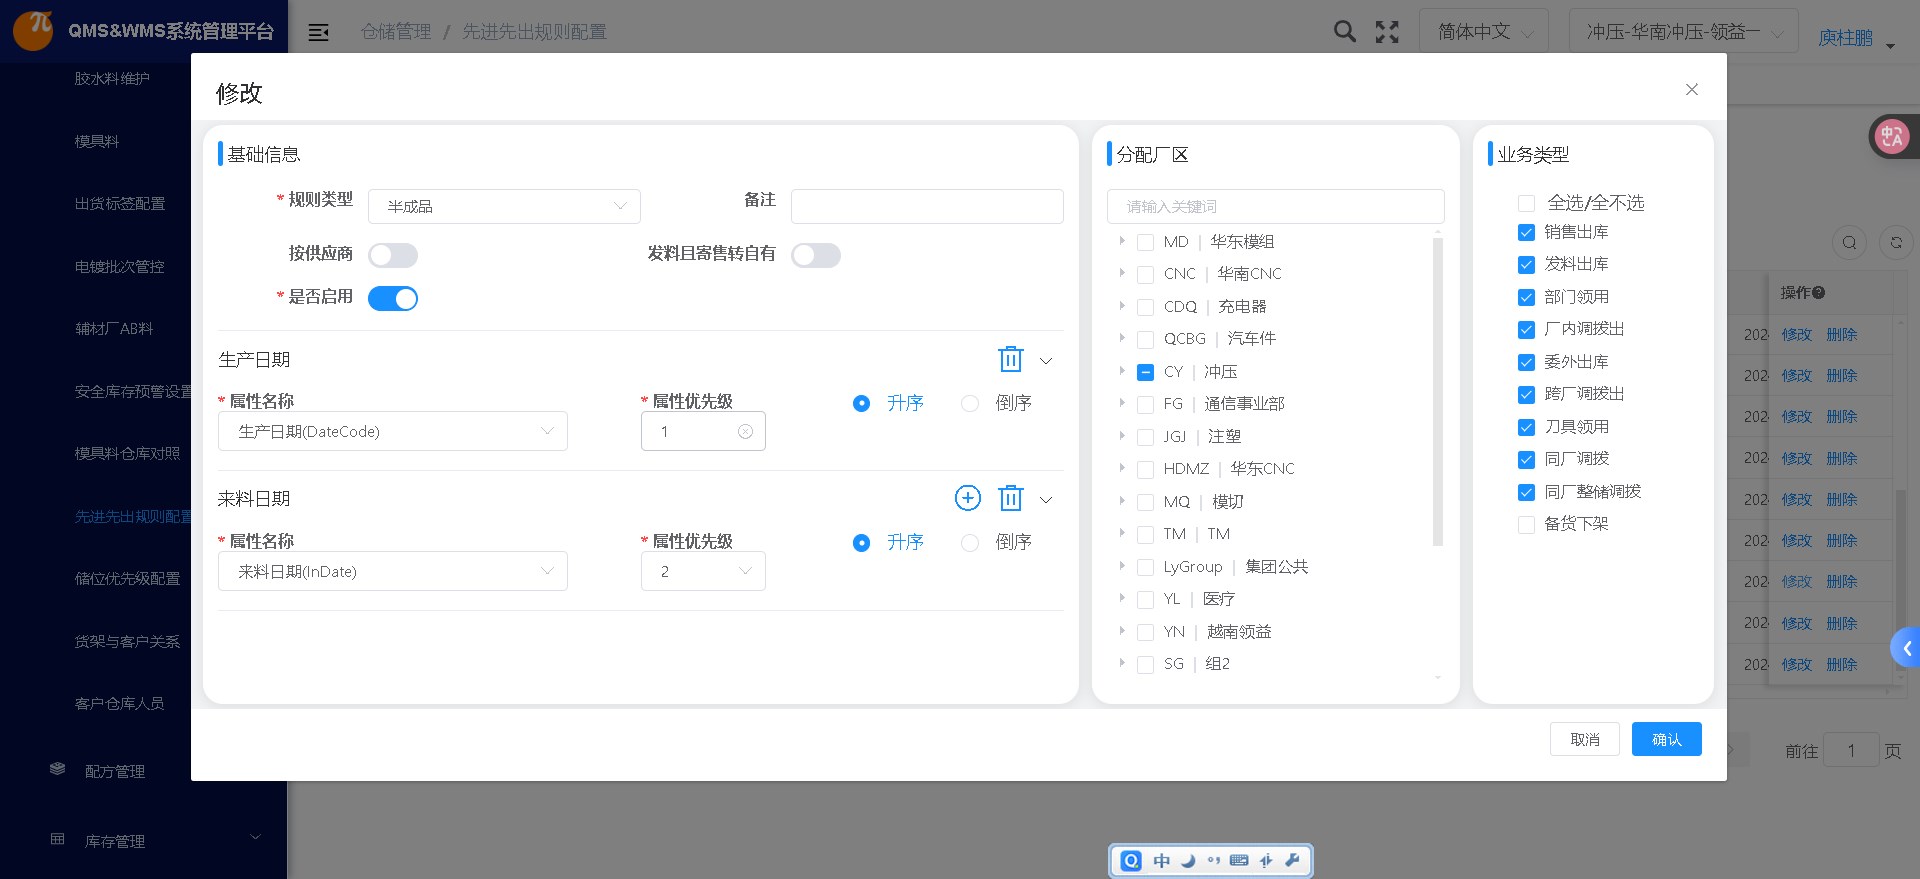 QMS&WMS系统管理平台
仓储管理 / 先进先出规则配置
简体中文
冲压-华南冲压-领益一
庾柱鹏
胶水料维护
模具料
出货标签配置
电镀批次管控
辅材厂AB料
安全库存预警设置
模具料仓库对照
先进先出规则配置
储位优先级配置
货架与客户关系
客户仓库人员
配方管理
库存管理
修改
基础信息
* 规则类型
半成品
备注
按供应商
发料且寄售转自有
* 是否启用
生产日期
* 属性名称
* 属性优先级
生产日期(DateCode)
1
升序
倒序
来料日期
* 属性名称
* 属性优先级
来料日期(InDate)
2
升序
倒序
分配厂区
请输入关键词
MD | 华东模组
CNC | 华南CNC
CDQ | 充电器
QCBG | 汽车件
CY | 冲压
FG | 通信事业部
JGJ | 注塑
HDMZ | 华东CNC
MQ | 模切
TM | TM
LyGroup | 集团公共
YL | 医疗
YN | 越南领益
SG | 组2
业务类型
全选/全不选
销售出库
发料出库
部门领用
厂内调拨出
委外出库
跨厂调拨出
刀具领用
同厂调拨
同厂整储调拨
备货下架
取消
确认
操作
202 修改 删除
202 修改 删除
202 修改 删除
202 修改 删除
202 修改 删除
202 修改 删除
202 修改 删除
202 修改 删除
202 修改 删除
前往 1 页
中